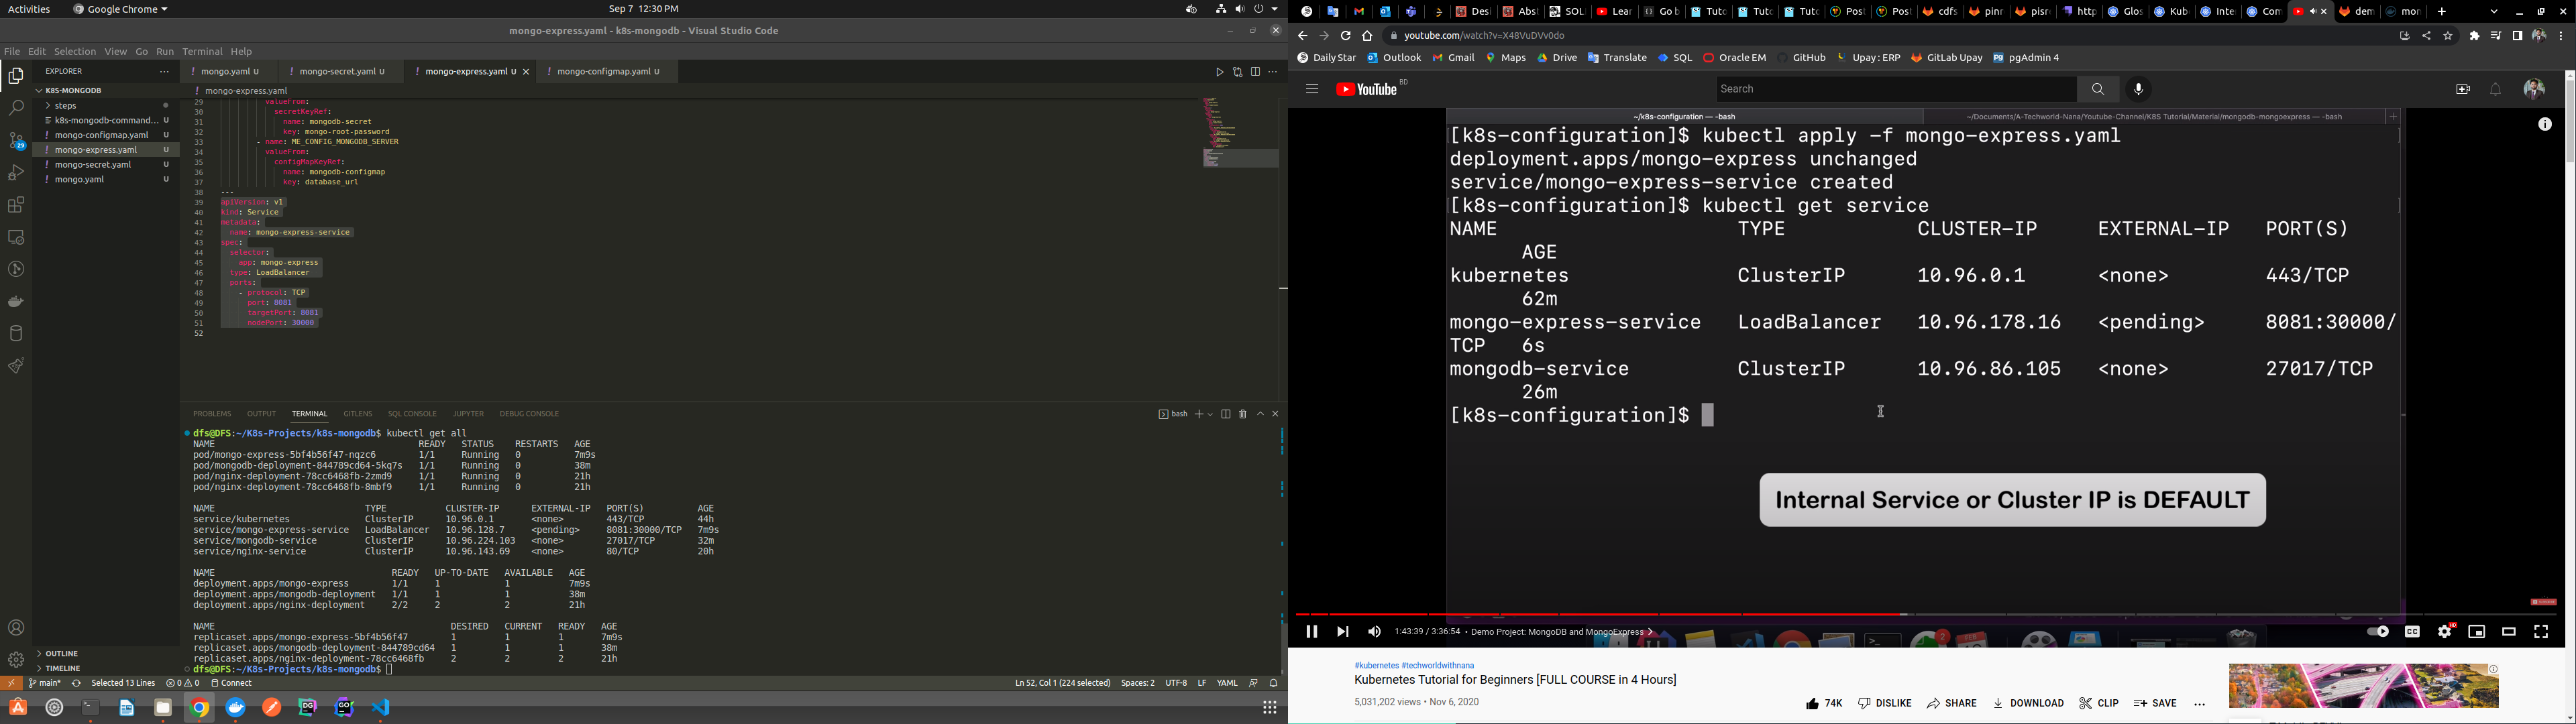 Activities
Google Chrome
Sep 7 12:30 PM
mongo-express.yaml - k8s-mongodb - Visual Studio Code
File Edit Selection View Go Run Terminal Help
EXPLORER
K8S-MONGODB
steps
k8s-mongodb-command... U
mongo-configmap.yaml U
mongo-express.yaml U
mongo-secret.yaml U
mongo.yaml U
29
OUTLINE
TIMELINE
mongo.yaml U
mongo-secret.yaml U
mongo-express.yaml U
mongo-configmap.yaml U
mongo-express.yaml
29 valueFrom:
30 secretKeyRef:
31 name: mongodb-secret
32 key: mongo-root-password
33 - name: ME_CONFIG_MONGODB_SERVER
34 valueFrom:
35 configMapKeyRef:
36 name: mongodb-configmap
37 key: database_url
38 ---
39 apiVersion: v1
40 kind: Service
41 metadata:
42 name: mongo-express-service
43 spec:
44 selector:
45 app: mongo-express
46 type: LoadBalancer
47 ports:
48 - protocol: TCP
49 port: 8081
50 targetPort: 8081
51 nodePort: 30000
52
PROBLEMS OUTPUT TERMINAL GITLENS SQL CONSOLE JUPYTER DEBUG CONSOLE
bash
dfs@DFS:~/K8s-Projects/k8s-mongodb$ kubectl get all
NAME READY STATUS RESTARTS AGE
pod/mongo-express-5bf4b56f47-nqzc6 1/1 Running 0 7m9s
pod/mongodb-deployment-844789cd64-5kq7s 1/1 Running 0 38m
pod/nginx-deployment-78cc6468fb-2zmd9 1/1 Running 0 21h
pod/nginx-deployment-78cc6468fb-8mbf9 1/1 Running 0 21h
NAME TYPE CLUSTER-IP EXTERNAL-IP PORT(S) AGE
service/kubernetes ClusterIP 10.96.0.1 <none> 443/TCP 44h
service/mongo-express-service LoadBalancer 10.96.128.7 <pending> 8081:30000/TCP 7m9s
service/mongodb-service ClusterIP 10.96.224.103 <none> 27017/TCP 32m
service/nginx-service ClusterIP 10.96.143.69 <none> 80/TCP 20h
NAME READY UP-TO-DATE AVAILABLE AGE
deployment.apps/mongo-express 1/1 1 1 7m9s
deployment.apps/mongodb-deployment 1/1 1 1 38m
deployment.apps/nginx-deployment 2/2 2 2 21h
NAME DESIRED CURRENT READY AGE
replicaset.apps/mongo-express-5bf4b56f47 1 1 1 7m9s
replicaset.apps/mongodb-deployment-844789cd64 1 1 1 38m
replicaset.apps/nginx-deployment-78cc6468fb 2 2 2 21h
dfs@DFS:~/K8s-Projects/k8s-mongodb$
main* Selected 13 Lines 0 0 Connect
Ln 52, Col 1 (224 selected) Spaces: 2 UTF-8 LF YAML
Desi Abst SOL Lear Go b Tuto Tuto Tuto Post Post cdfs pinr pisr http Glos Kub Inte Com dem mon
youtube.com/watch?v=X48VuDVv0do
Daily Star Outlook Gmail Maps Drive Translate SQL Oracle EM GitHub Upay : ERP GitLab Upay pgAdmin 4
YouTube BD
Search
~/k8s-configuration — -bash
~/Documents/A-Techworld-Nana/Youtube-Channel/K8S Tutorial/Material/mongodb-mongoexpress — -bash
[k8s-configuration]$ kubectl apply -f mongo-express.yaml
deployment.apps/mongo-express unchanged
service/mongo-express-service created
[k8s-configuration]$ kubectl get service
NAME TYPE CLUSTER-IP EXTERNAL-IP PORT(S)
AGE
kubernetes ClusterIP 10.96.0.1 <none> 443/TCP
62m
mongo-express-service LoadBalancer 10.96.178.16 <pending> 8081:30000/
TCP 6s
mongodb-service ClusterIP 10.96.86.105 <none> 27017/TCP
26m
[k8s-configuration]$
Internal Service or Cluster IP is DEFAULT
1:43:39 / 3:36:54 • Demo Project: MongoDB and MongoExpress
#kubernetes #techworldwithnana
Kubernetes Tutorial for Beginners [FULL COURSE in 4 Hours]
5,031,202 views • Nov 6, 2020
74K DISLIKE SHARE DOWNLOAD CLIP SAVE